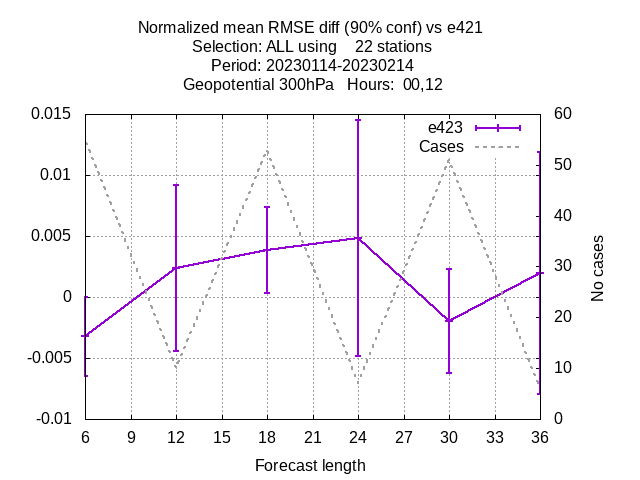 Normalized mean RMSE diff (90% conf) vs e421
Selection: ALL using    22 stations
Period: 20230114-20230214
Geopotential 300hPa   Hours:  00,12
0.015
0.01
0.005
0
-0.005
-0.01
e423
Cases
60
50
40
30
20
10
0
No cases
6 9 12 15 18 21 24 27 30 33 36
Forecast length